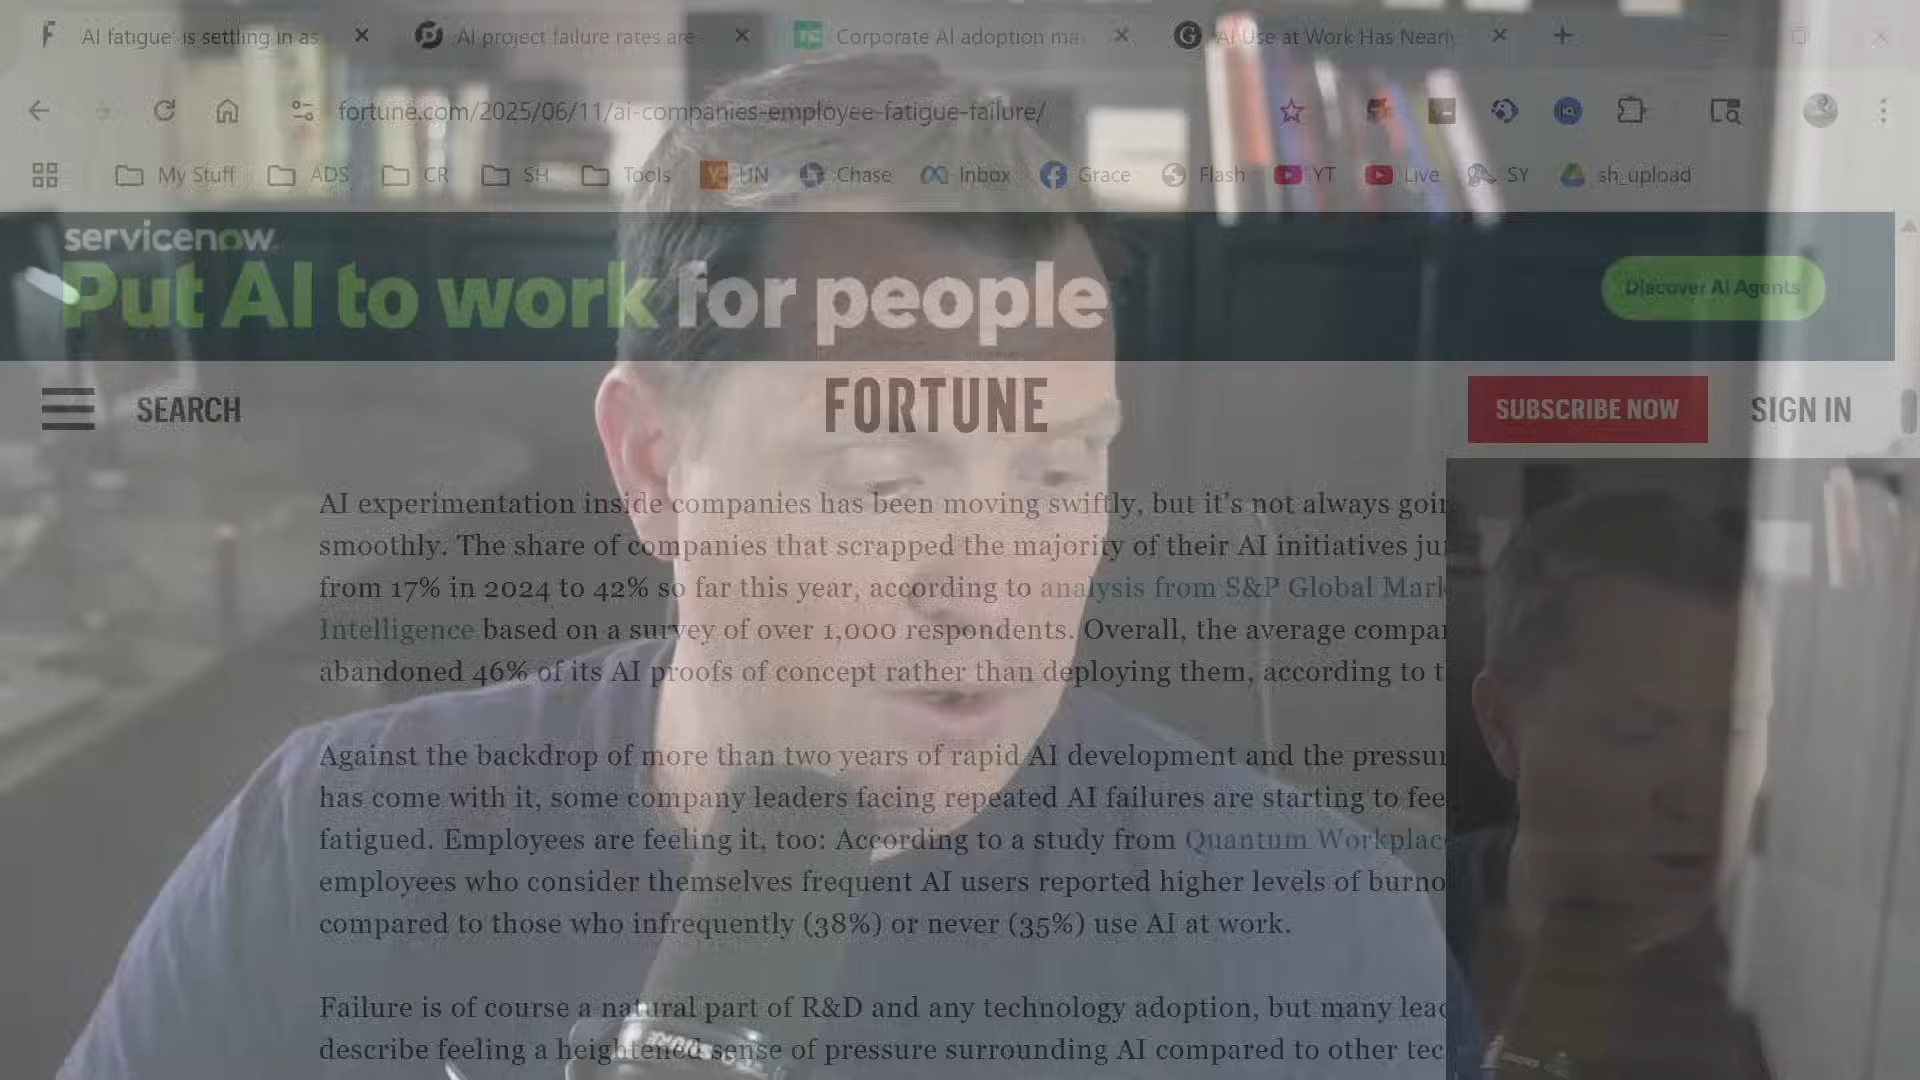 AI fatigue' is settling in as
AI project failure rates are
Corporate AI adoption ma
AI Use at Work Has Nearly
fortune.com/2025/06/11/ai-companies-employee-fatigue-failure/
My Stuff
ADS
CR
SH
Tools
UN
Chase
Inbox
Grace
Flash
YT
Live
SY
sh_upload
servicenow
Put AI to work for people
Discover AI Agents
SEARCH
FORTUNE
SUBSCRIBE NOW
SIGN IN
AI experimentation inside companies has been moving swiftly, but it's not always goin
smoothly. The share of companies that scrapped the majority of their AI initiatives ju
from 17% in 2024 to 42% so far this year, according to analysis from S&P Global Mark
Intelligence based on a survey of over 1,000 respondents. Overall, the average compan
abandoned 46% of its AI proofs of concept rather than deploying them, according to t
Against the backdrop of more than two years of rapid AI development and the pressur
has come with it, some company leaders facing repeated AI failures are starting to fee
fatigued. Employees are feeling it, too: According to a study from Quantum Workplac
employees who consider themselves frequent AI users reported higher levels of burno
compared to those who infrequently (38%) or never (35%) use AI at work.
Failure is of course a natural part of R&D and any technology adoption, but many lead
describe feeling a heightened sense of pressure surrounding AI compared to other tec